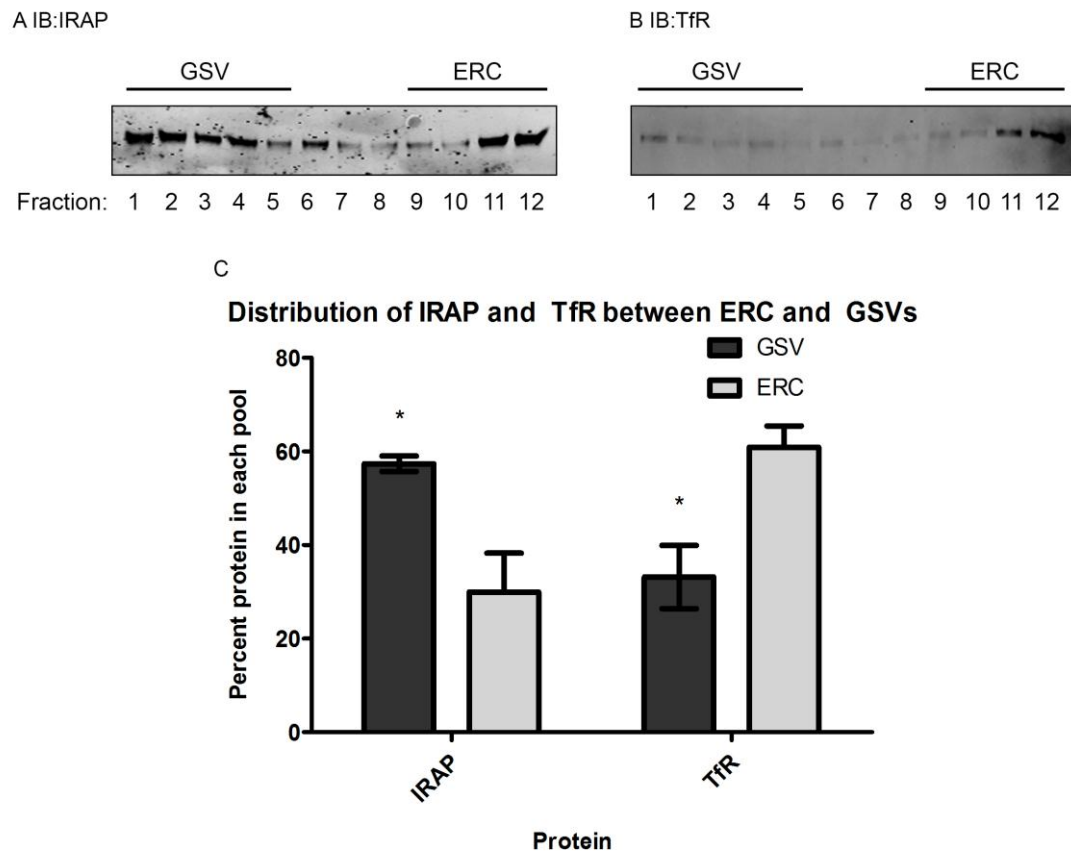 A IB:IRAP
GSV ERC
Fraction: 1 2 3 4 5 6 7 8 9 10 11 12
B IB:TfR
GSV ERC
1 2 3 4 5 6 7 8 9 10 11 12
C
Distribution of IRAP and TfR between ERC and GSVs
GSV
ERC
Percent protein in each pool
80
60
40
20
0
*
*
IRAP
TfR
Protein